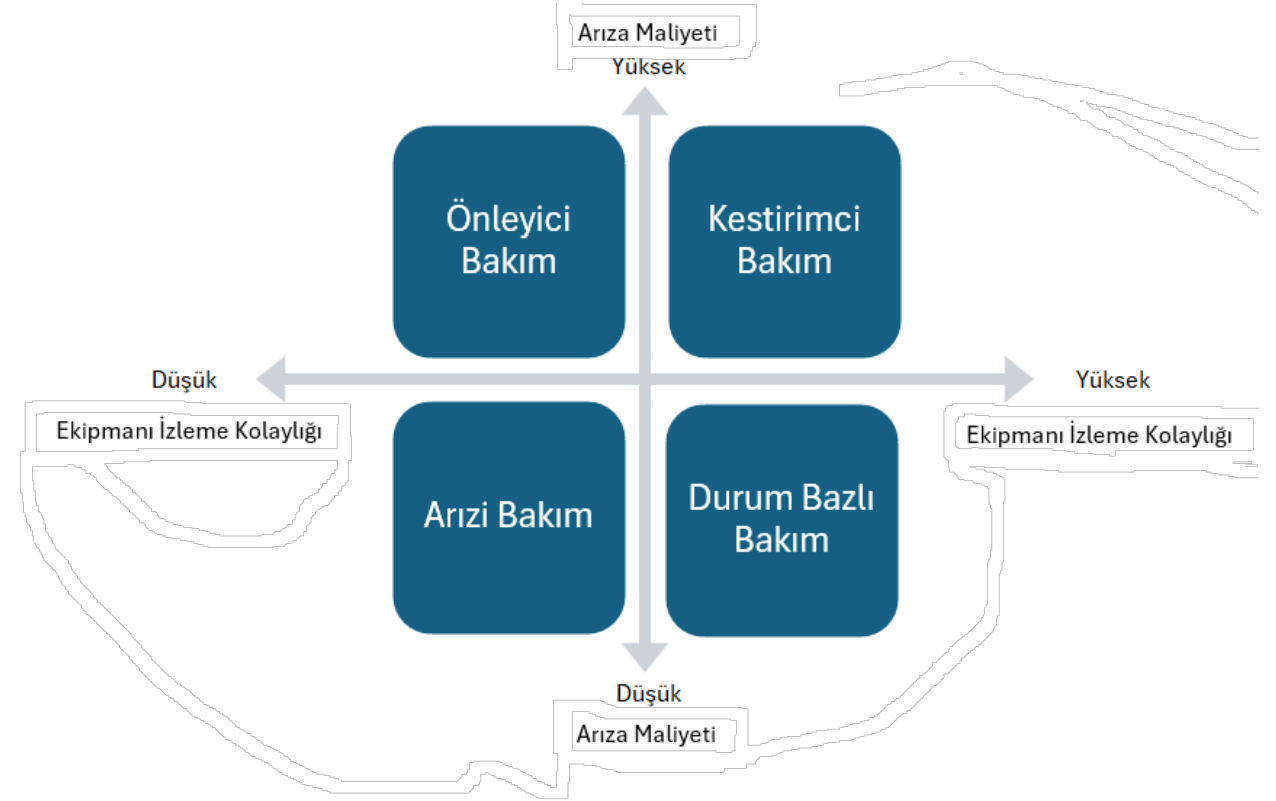 Arıza Maliyeti
Yüksek
Önleyici
Bakım
Kestirimci
Bakım
Düşük
Yüksek
Ekipmanı İzleme Kolaylığı
Ekipmanı İzleme Kolaylığı
Arızi Bakım
Durum Bazlı
Bakım
Düşük
Arıza Maliyeti